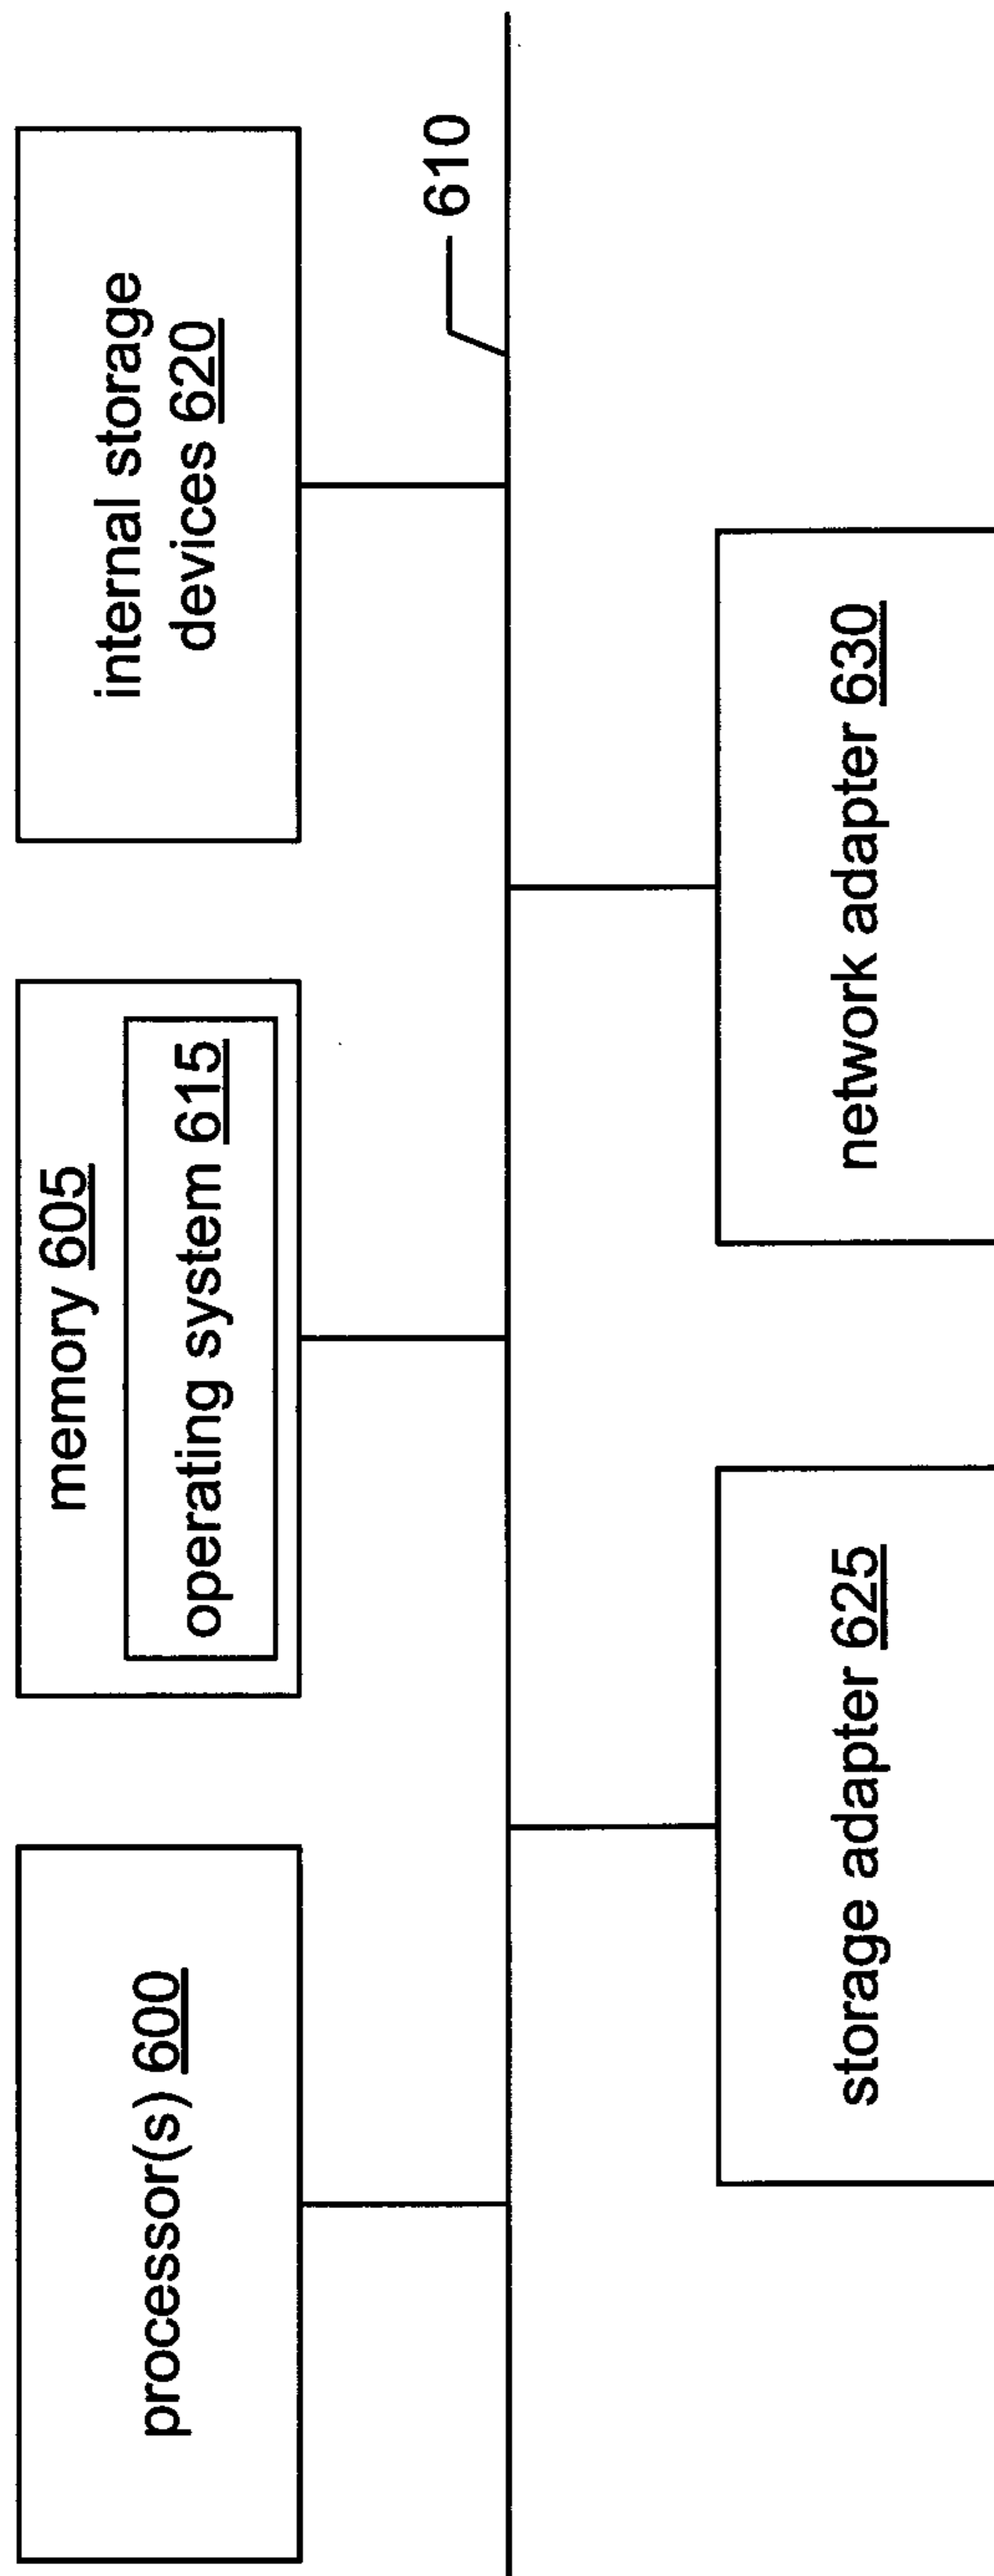 processor(s) 600
memory 605
operating system 615
internal storage
devices 620
610
storage adapter 625
network adapter 630